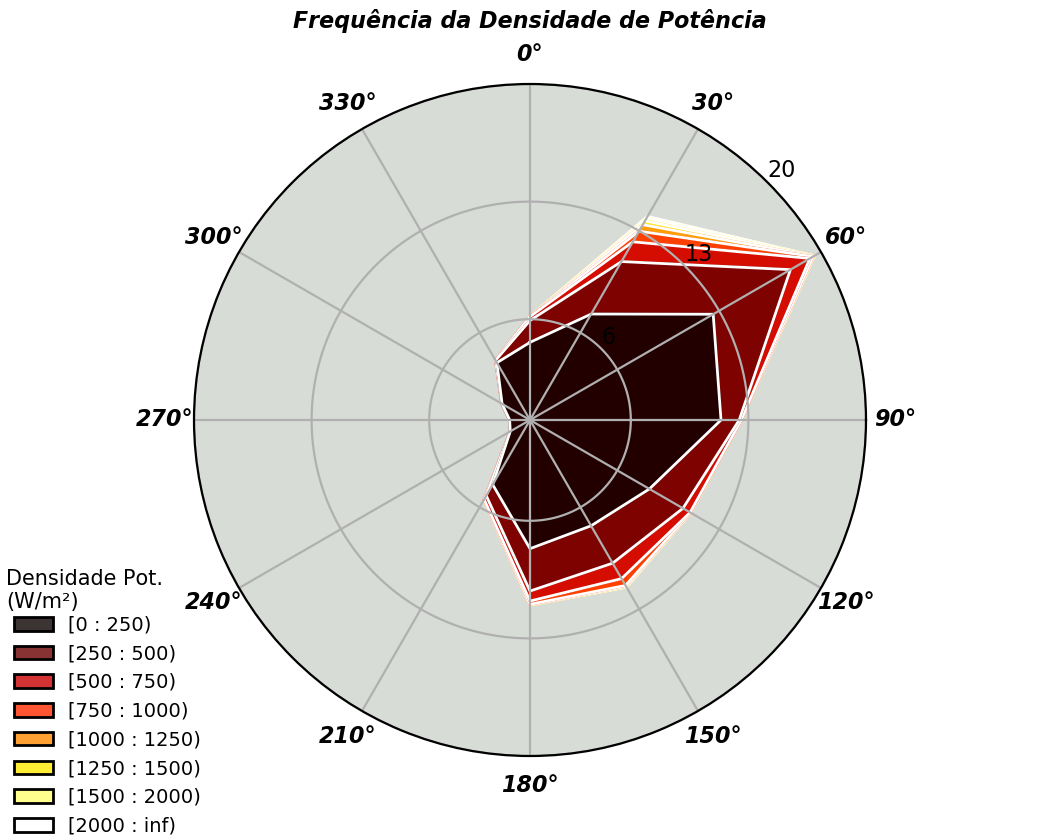 Frequência da Densidade de Potência
0°
330°
30°
20
300°
60°
13
6
270°
90°
240°
120°
210°
150°
180°
Densidade Pot.
(W/m²)
[0 : 250)
[250 : 500)
[500 : 750)
[750 : 1000)
[1000 : 1250)
[1250 : 1500)
[1500 : 2000)
[2000 : inf)